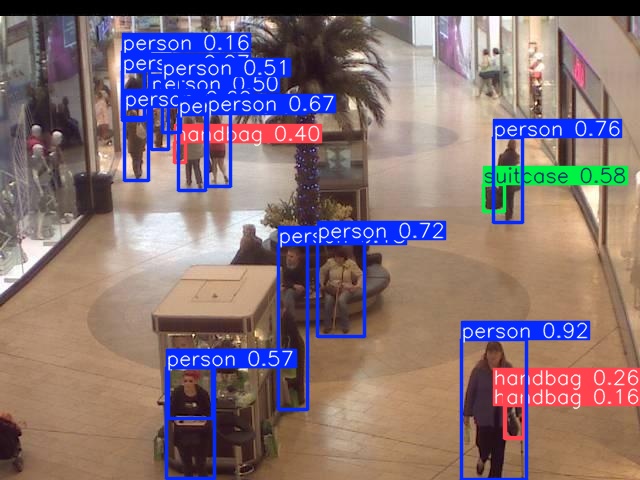 person 0.16
person 0.51
person 0.50
person 0.67
handbag 0.40
person 0.76
suitcase 0.58
person 0.72
person 0.92
person 0.57
handbag 0.26
handbag 0.16